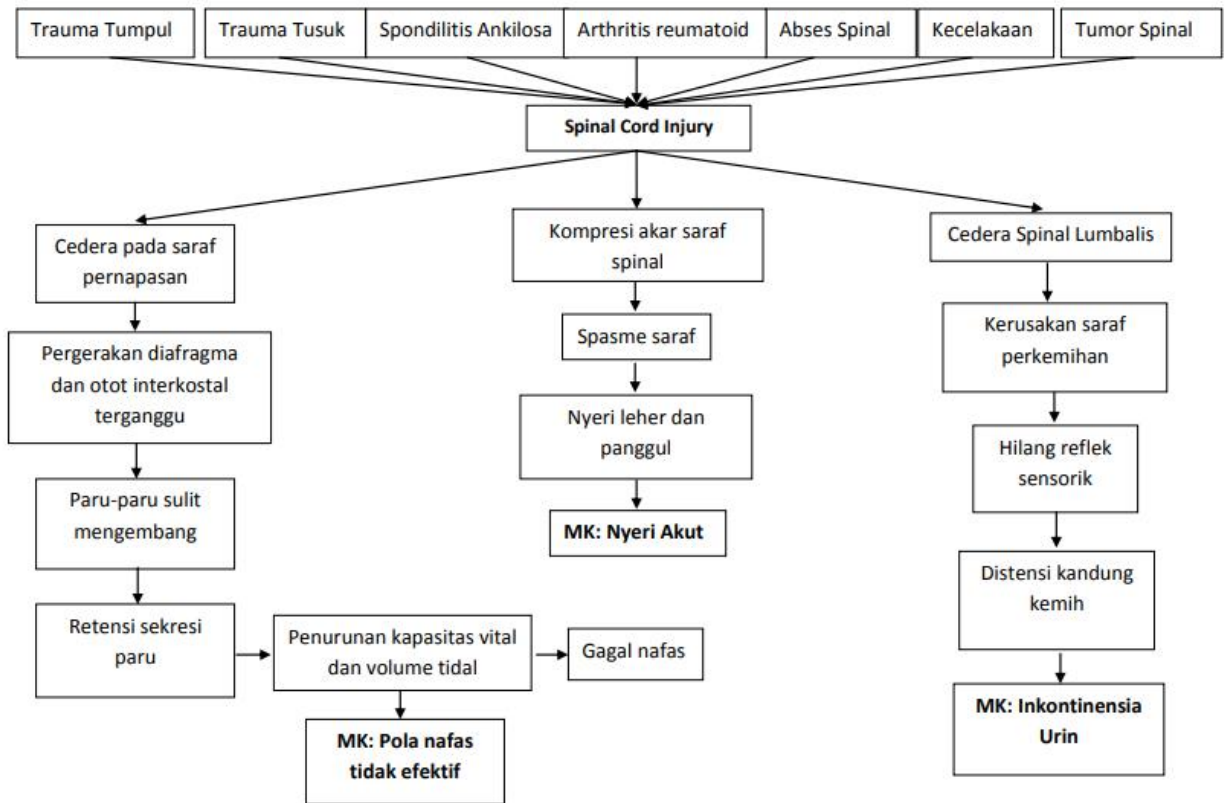 Trauma Tumpul
Trauma Tusuk
Spondilitis Ankilosa
Arthritis reumatoid
Abses Spinal
Kecelakaan
Tumor Spinal
Spinal Cord Injury
Cedera pada saraf
pernapasan
Pergerakan diafragma
dan otot interkostal
terganggu
Paru-paru sulit
mengembang
Retensi sekresi
paru
Penurunan kapasitas vital
dan volume tidal
Gagal nafas
MK: Pola nafas
tidak efektif
Kompresi akar saraf
spinal
Spasme saraf
Nyeri leher dan
panggul
MK: Nyeri Akut
Cedera Spinal Lumbalis
Kerusakan saraf
perkemihan
Hilang reflek
sensorik
Distensi kandung
kemih
MK: Inkontinensia
Urin